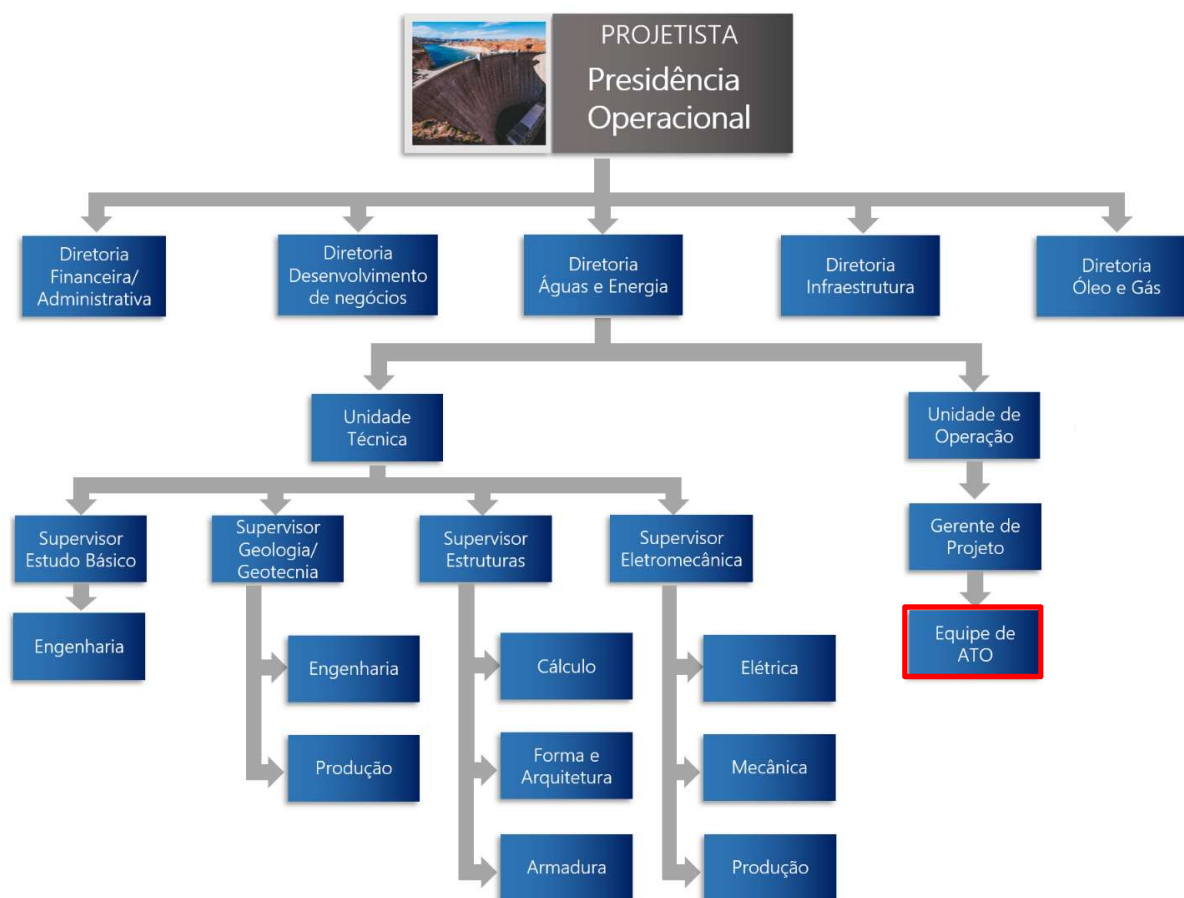 PROJETISTA
Presidência
Operacional
Diretoria
Financeira/
Administrativa
Diretoria
Desenvolvimento
de negócios
Diretoria
Águas e Energia
Diretoria
Infraestrutura
Diretoria
Óleo e Gás
Unidade
Técnica
Unidade de
Operação
Supervisor
Estudo Básico
Supervisor
Geologia/
Geotecnia
Supervisor
Estruturas
Supervisor
Eletromecânica
Gerente de
Projeto
Engenharia
Engenharia
Cálculo
Elétrica
Equipe de
ATO
Produção
Forma e
Arquitetura
Mecânica
Armadura
Produção